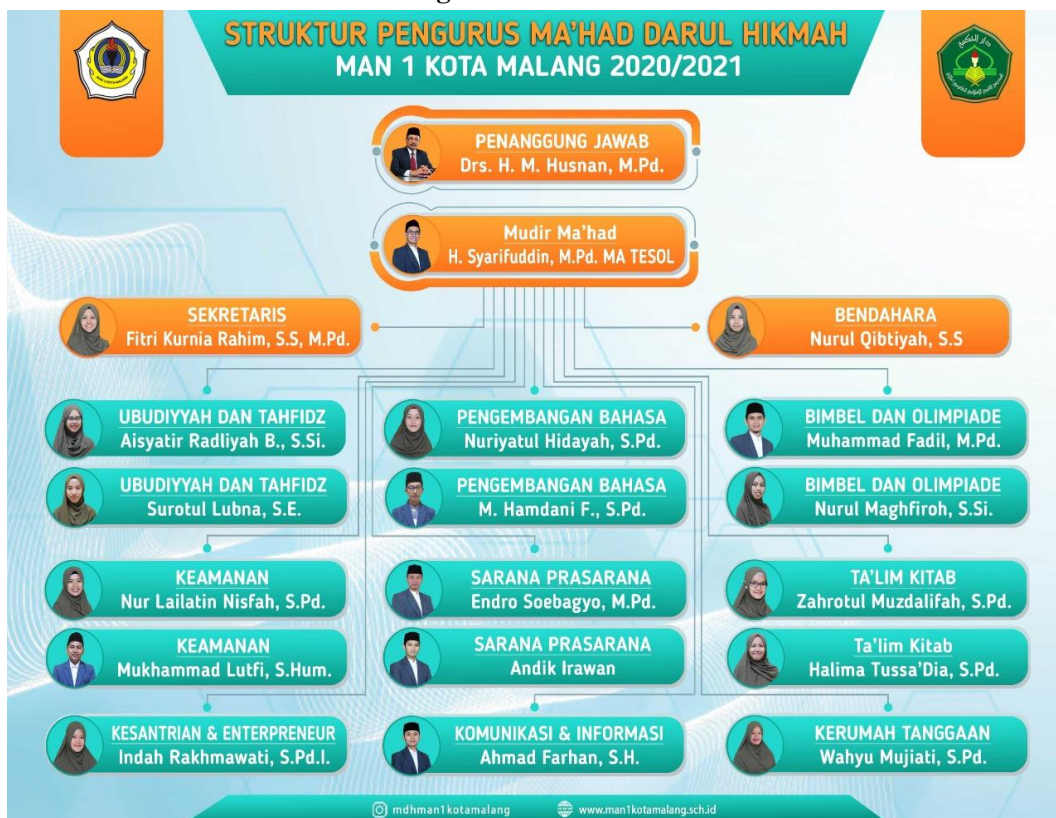 STRUKTUR PENGURUS MA'HAD DARUL HIKMAH
MAN 1 KOTA MALANG 2020/2021
PENANGGUNG JAWAB
Drs. H. M. Husnan, M.Pd.
Mudir Ma'had
H. Syarifuddin, M.Pd. MA TESOL
SEKRETARIS
Fitri Kurnia Rahim, S.S, M.Pd.
BENDAHARA
Nurul Qibtiyah, S.S
UBUDIYYAH DAN TAHFIDZ
Aisyatir Radliyah B., S.Si.
PENGEMBANGAN BAHASA
Nuriyatul Hidayah, S.Pd.
BIMBEL DAN OLIMPIADE
Muhammad Fadil, M.Pd.
UBUDIYYAH DAN TAHFIDZ
Surotul Lubna, S.E.
PENGEMBANGAN BAHASA
M. Hamdani F., S.Pd.
BIMBEL DAN OLIMPIADE
Nurul Maghfiroh, S.Si.
KEAMANAN
Nur Lailatin Nisfah, S.Pd.
SARANA PRASARANA
Endro Soebagyo, M.Pd.
TA'LIM KITAB
Zahrotul Muzdalifah, S.Pd.
KEAMANAN
Mukhammad Lutfi, S.Hum.
SARANA PRASARANA
Andik Irawan
Ta'lim Kitab
Halima Tussa'Dia, S.Pd.
KESANTRIAN & ENTERPRENEUR
Indah Rakhmawati, S.Pd.I.
KOMUNIKASI & INFORMASI
Ahmad Farhan, S.H.
KERUMAH TANGGAAN
Wahyu Mujiati, S.Pd.
mdhman1kotamalang
www.man1kotamalang.sch.id